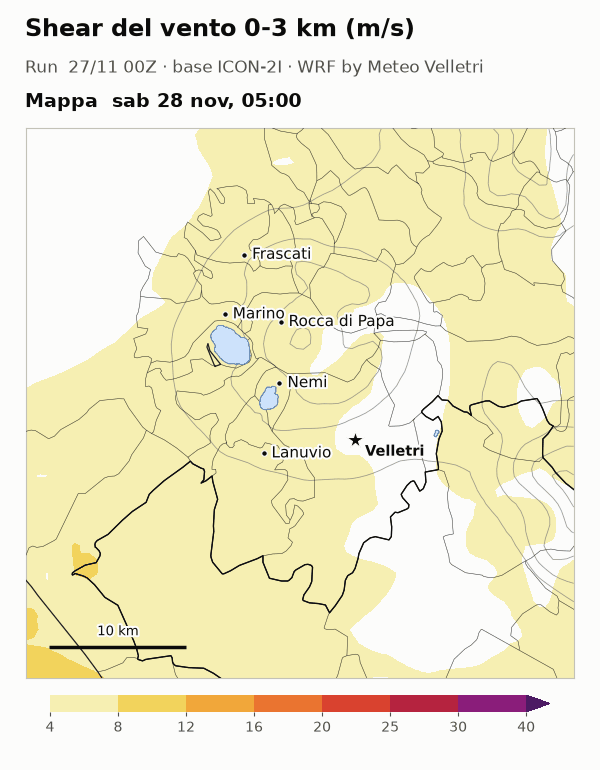 Shear del vento 0-3 km (m/s)
Run  27/11 00Z · base ICON-2I · WRF by Meteo Velletri
Mappa  sab 28 nov, 05:00
Frascati
Marino
Rocca di Papa
Nemi
Velletri
Lanuvio
10 km
4 8 12 16 20 25 30 40